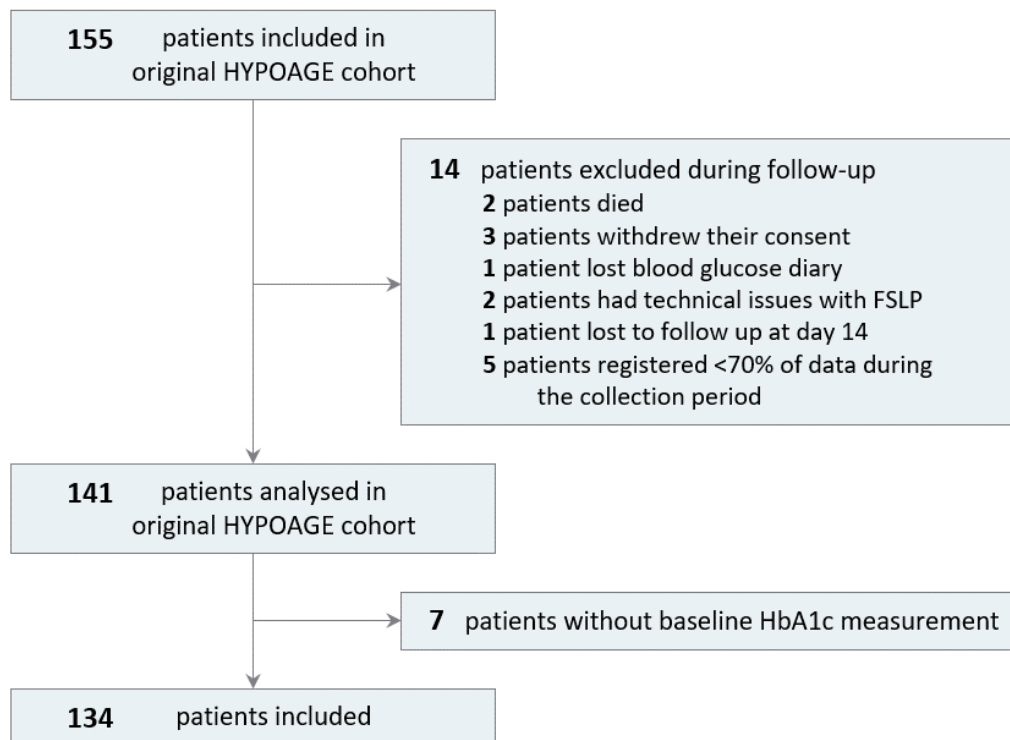 155 patients included in
original HYPOAGE cohort
14 patients excluded during follow-up
2 patients died
3 patients withdrew their consent
1 patient lost blood glucose diary
2 patients had technical issues with FSLP
1 patient lost to follow up at day 14
5 patients registered <70% of data during
the collection period
141 patients analysed in
original HYPOAGE cohort
7 patients without baseline HbA1c measurement
134 patients included